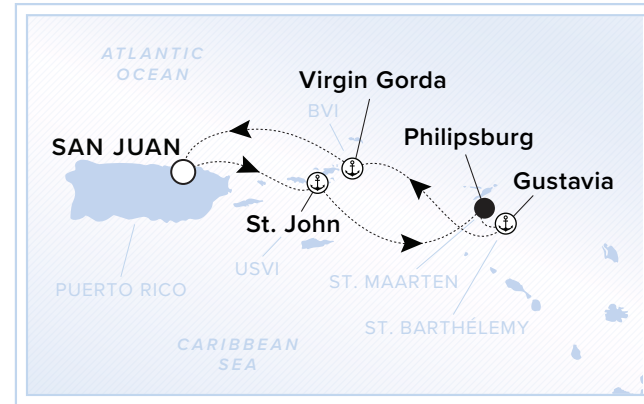 ATLANTIC
OCEAN
Virgin Gorda
BVI
SAN JUAN
Philipsburg
Gustavia
St. John
USVI
PUERTO RICO
ST. MAARTEN
ST. BARTHÉLEMY
CARIBBEAN
SEA